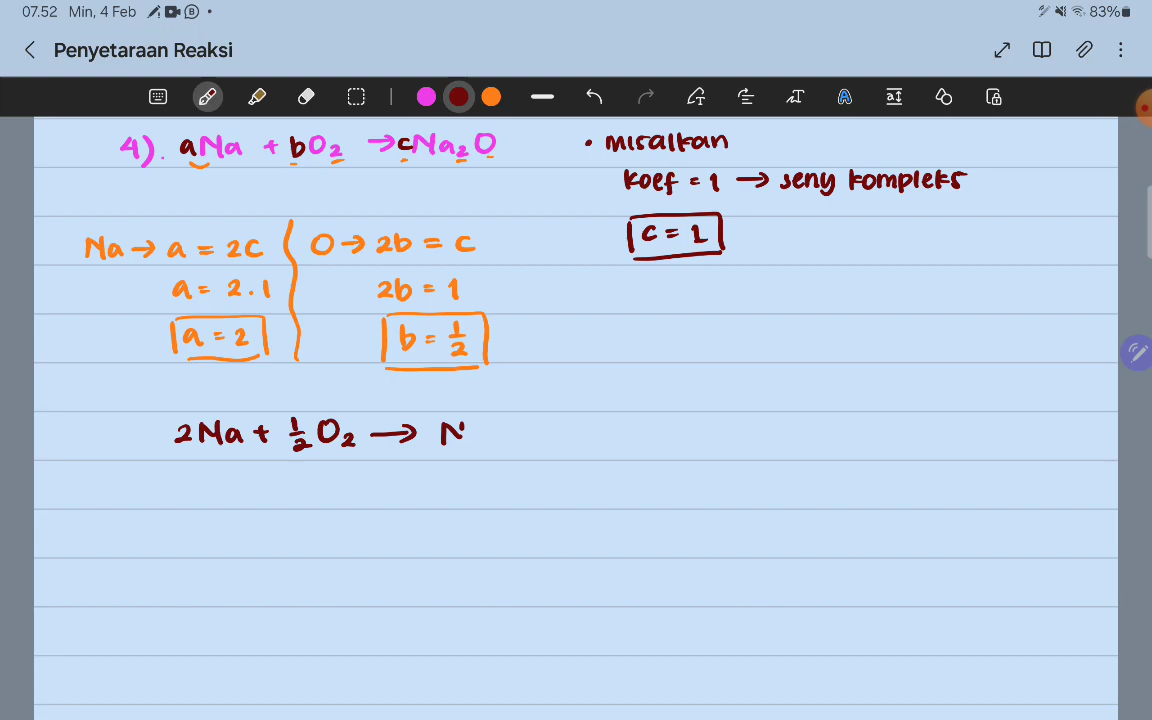 07.52 Min, 4 Feb
83%
Penyetaraan Reaksi
4). aNa + bO₂ → cNa₂O
• misalkan
koef = 1 → seny kompleks
c = 1
Na → a = 2c
a = 2 . 1
a = 2
O → 2b = c
2b = 1
b = 1/2
2Na + 1/2 O₂ → N